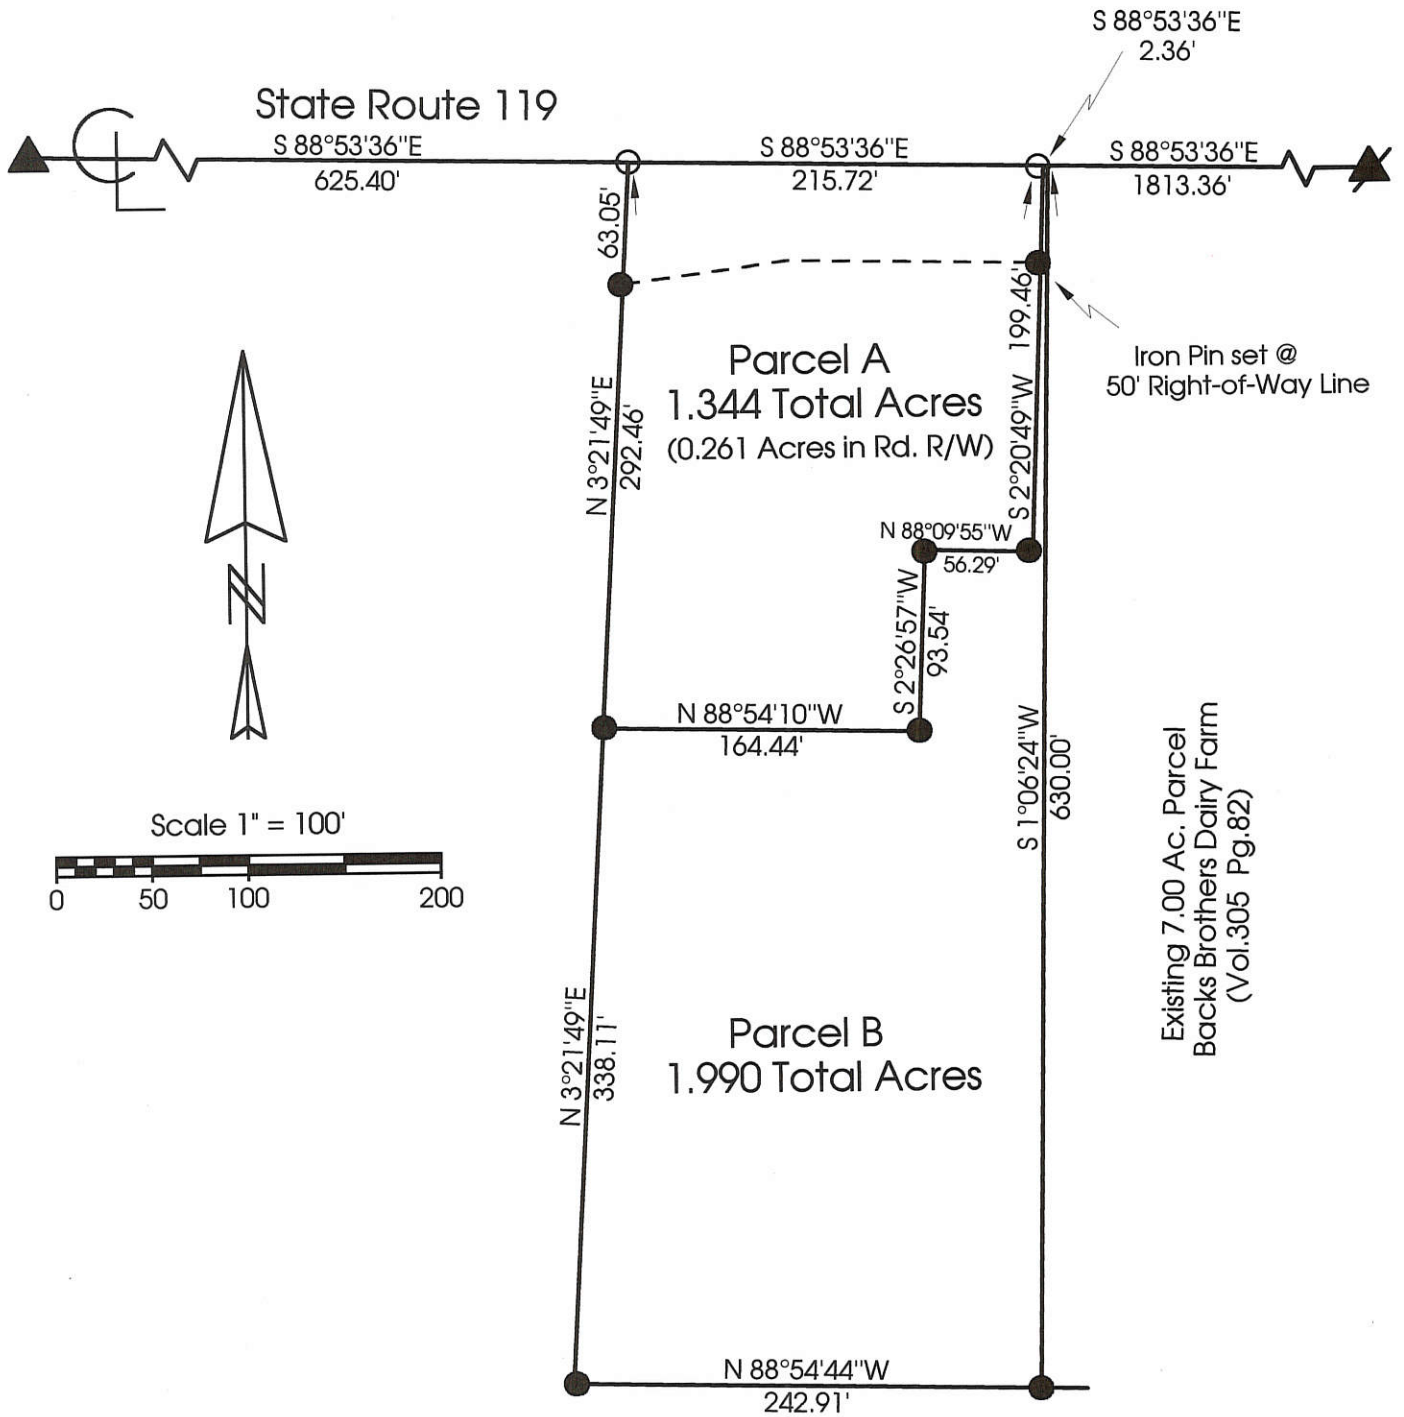 S 88°53'36"E
2.36'
State Route 119
CL
S 88°53'36"E
625.40'
S 88°53'36"E
215.72'
S 88°53'36"E
1813.36'
63.05'
N 3°21'49"E
292.46'
Parcel A
1.344 Total Acres
(0.261 Acres in Rd. R/W)
S 2°20'49"W 199.46'
Iron Pin set @
50' Right-of-Way Line
N 88°09'55"W
56.29'
S 2°26'57"W
93.54'
N 88°54'10"W
164.44'
N
Scale 1" = 100'
0 50 100 200
S 1°06'24"W
630.00'
Existing 7.00 Ac. Parcel
Backs Brothers Dairy Farm
(Vol.305 Pg.82)
N 3°21'49"E
338.11'
Parcel B
1.990 Total Acres
N 88°54'44"W
242.91'